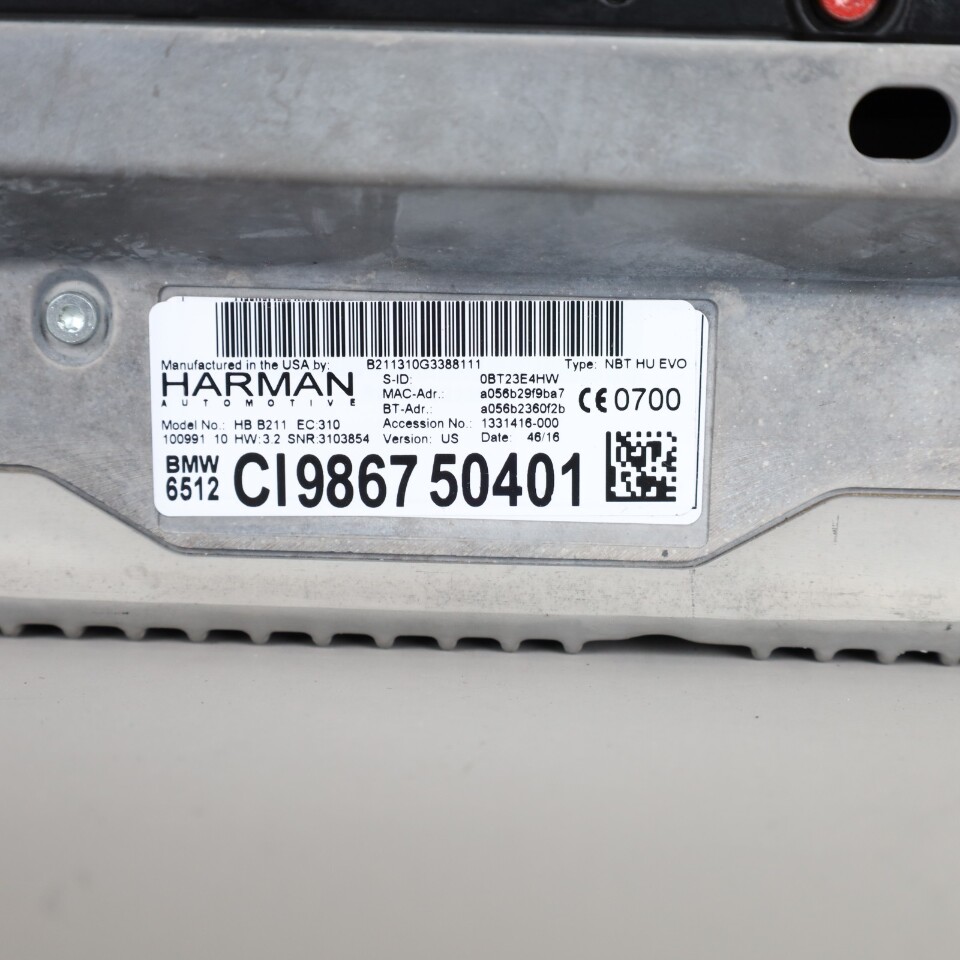 Manufactured in the USA by: B211310G3388111 Type: NBT HU EVO
HARMAN
AUTOMOTIVE
S-ID: 0BT23E4HW
MAC-Adr.: a056b29f9ba7
BT-Adr.: a056b2360f2b
CE 0700
Model No.: HB B211 EC:310
Accession No.: 1331416-000
100991 10 HW:3.2 SNR:3103854
Version: US Date: 46/16
BMW
6512
CI986750401